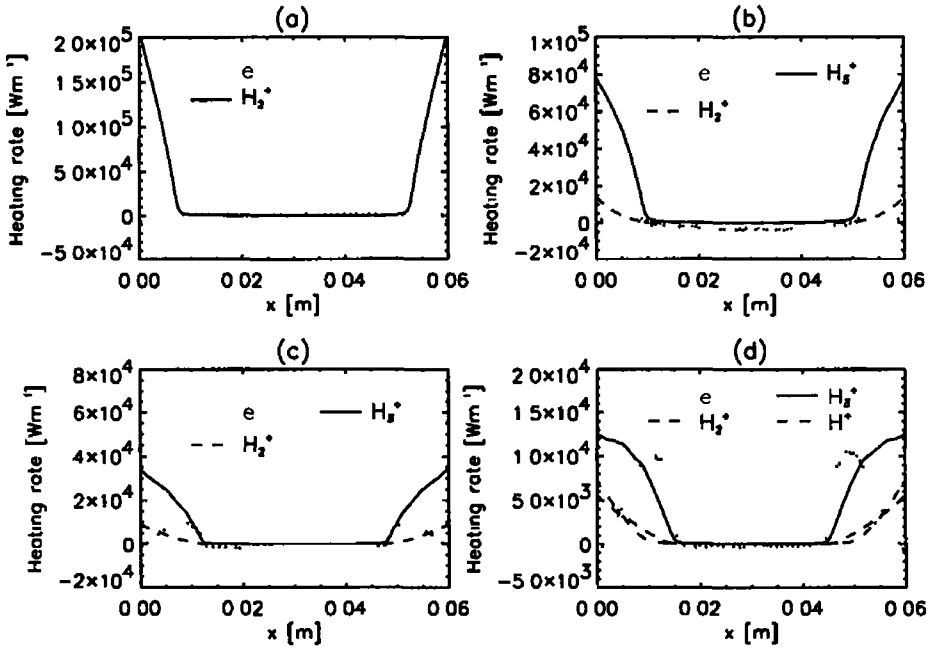 (a)
Heating rate [Wm⁻¹]
2 0×10⁵
1 5×10⁵
1 0×10⁵
5 0×10⁴
0
−5 0×10⁴
e
H₂⁺
0 00 0 02 0 04 0 06
x [m]
(b)
Heating rate [Wm⁻¹]
1×10⁵
8×10⁴
6×10⁴
4×10⁴
2×10⁴
0
−2×10⁴
e H₃⁺
H₂⁺
0 00 0 02 0 04 0 06
x [m]
(c)
Heating rate [Wm⁻¹]
8×10⁴
6×10⁴
4×10⁴
2×10⁴
0
−2×10⁴
e H₃⁺
H₂⁺
0 00 0 02 0 04 0 06
x [m]
(d)
Heating rate [Wm⁻¹]
2 0×10⁴
1 5×10⁴
1 0×10⁴
5 0×10³
0
−5 0×10³
e H₃⁺
H₂⁺ H⁺
0 00 0 02 0 04 0 06
x [m]